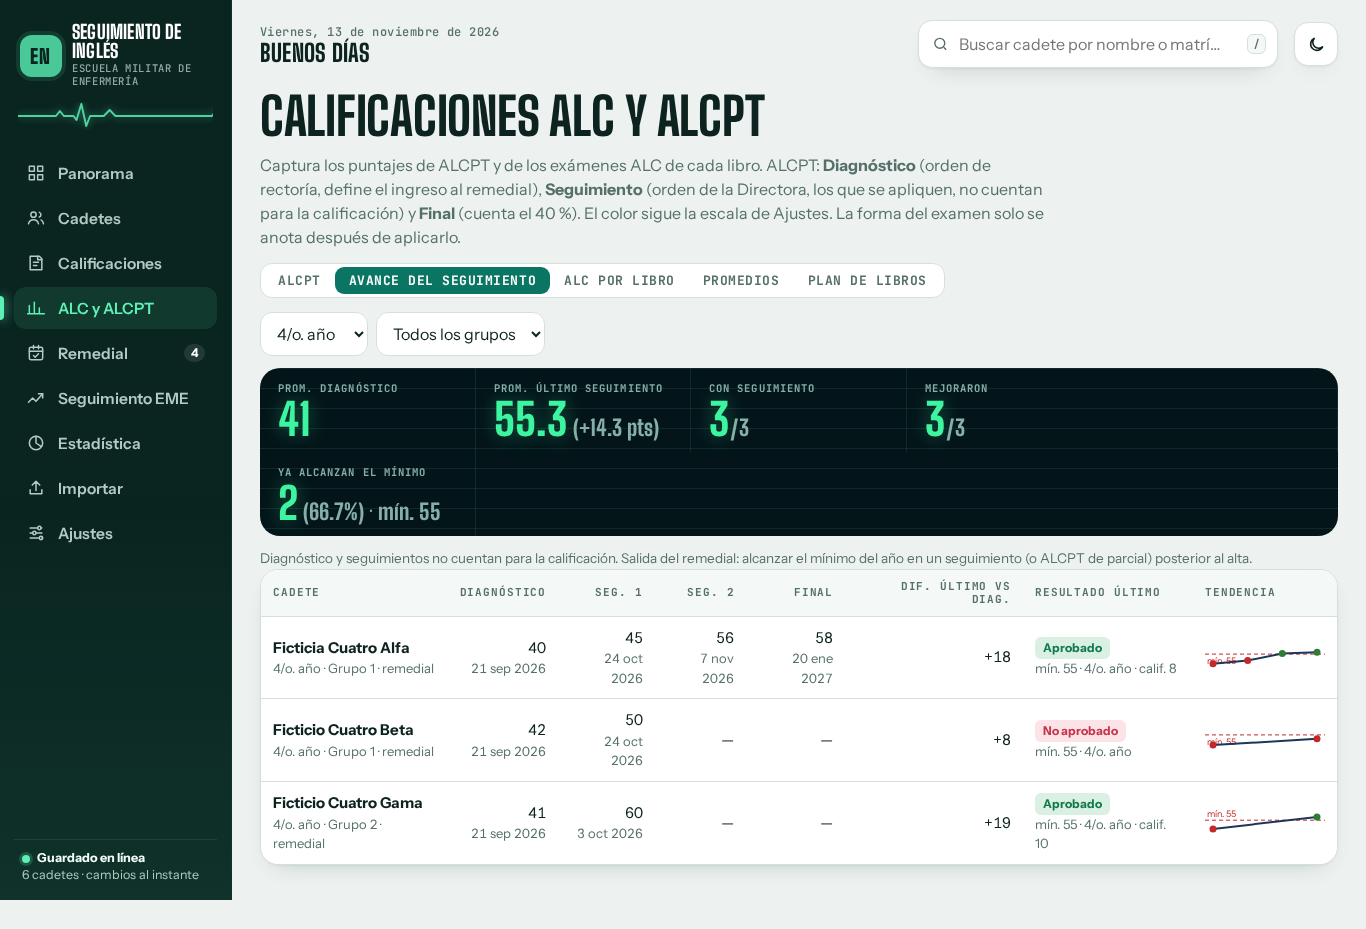 EN
SEGUIMIENTO DE
INGLÉS
ESCUELA MILITAR DE
ENFERMERÍA
Panorama
Cadetes
Calificaciones
ALC y ALCPT
Remedial 4
Seguimiento EME
Estadística
Importar
Ajustes
Guardado en línea
6 cadetes · cambios al instante
Viernes, 13 de noviembre de 2026
BUENOS DÍAS
Buscar cadete por nombre o matrí... /
CALIFICACIONES ALC Y ALCPT
Captura los puntajes de ALCPT y de los exámenes ALC de cada libro. ALCPT: Diagnóstico (orden de
rectoría, define el ingreso al remedial), Seguimiento (orden de la Directora, los que se apliquen, no cuentan
para la calificación) y Final (cuenta el 40 %). El color sigue la escala de Ajustes. La forma del examen solo se
anota después de aplicarlo.
ALCPT AVANCE DEL SEGUIMIENTO ALC POR LIBRO PROMEDIOS PLAN DE LIBROS
4/o. año Todos los grupos
PROM. DIAGNÓSTICO PROM. ÚLTIMO SEGUIMIENTO CON SEGUIMIENTO MEJORARON
41 55.3 (+14.3 pts) 3/3 3/3
YA ALCANZAN EL MÍNIMO
2 (66.7%) · mín. 55
Diagnóstico y seguimientos no cuentan para la calificación. Salida del remedial: alcanzar el mínimo del año en un seguimiento (o ALCPT de parcial) posterior al alta.
CADETE DIAGNÓSTICO SEG. 1 SEG. 2 FINAL DIF. ÚLTIMO VS DIAG. RESULTADO ÚLTIMO TENDENCIA
Ficticia Cuatro Alfa 40 45 56 58 +18 Aprobado
4/o. año · Grupo 1 · remedial 21 sep 2026 24 oct 2026 7 nov 2026 20 ene 2027 mín. 55 · 4/o. año · calif. 8 mín. 55
Ficticio Cuatro Beta 42 50 — — +8 No aprobado
4/o. año · Grupo 1 · remedial 21 sep 2026 24 oct 2026 mín. 55 · 4/o. año mín. 55
Ficticio Cuatro Gama 41 60 — — +19 Aprobado mín. 55
4/o. año · Grupo 2 · remedial 21 sep 2026 3 oct 2026 mín. 55 · 4/o. año · calif. 10